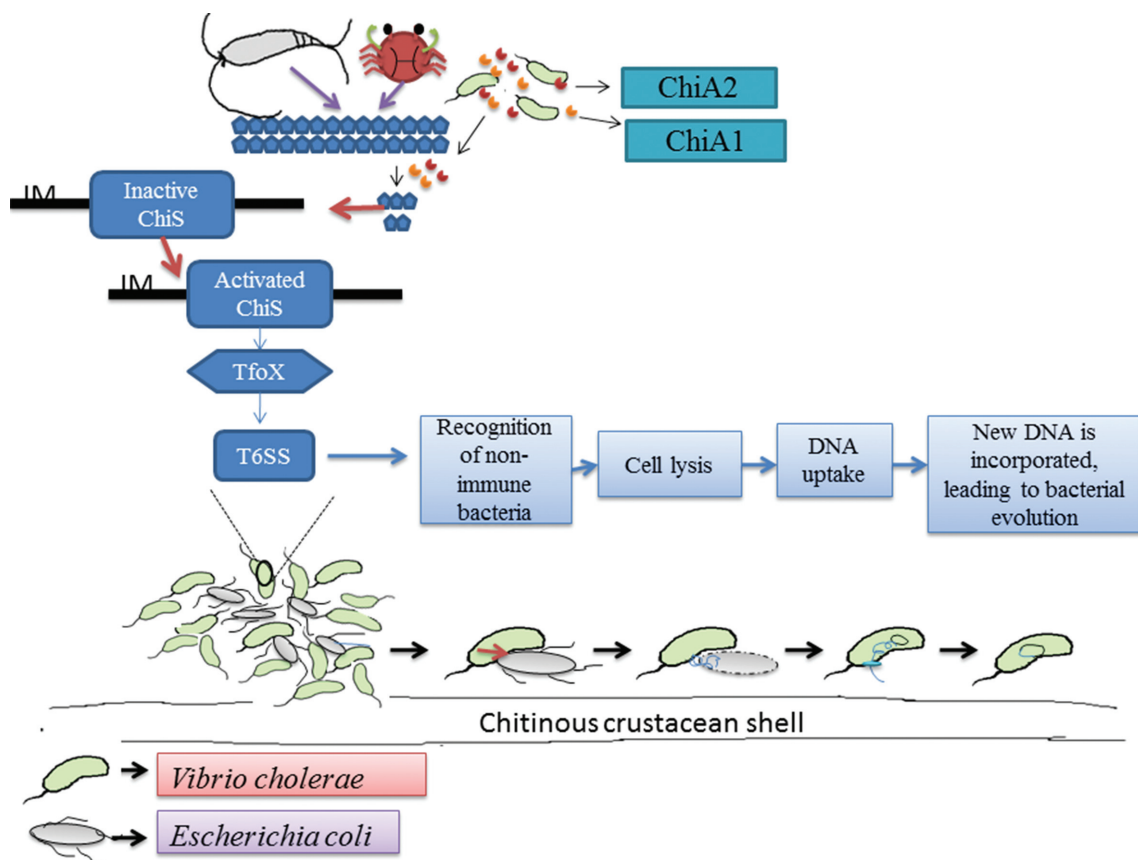 ChiA2
ChiA1
IM
Inactive
ChiS
IM
Activated
ChiS
TfoX
T6SS
Recognition
of non-
immune
bacteria
Cell lysis
DNA
uptake
New DNA is
incorporated,
leading to bacterial
evolution
Chitinous crustacean shell
Vibrio cholerae
Escherichia coli